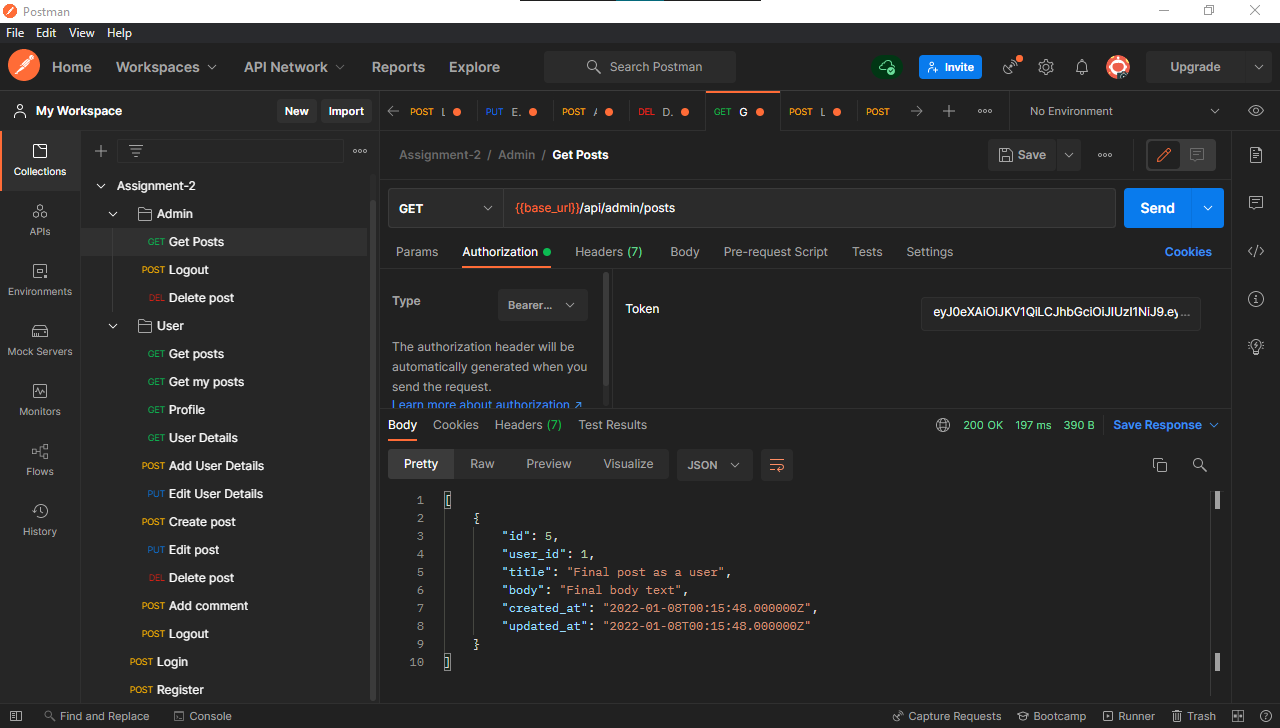 Postman
File Edit View Help
Home Workspaces API Network Reports Explore Search Postman Invite Upgrade
My Workspace New Import
POST L PUT E. POST A DEL D. GET G POST L POST No Environment
Collections
APIs
Environments
Mock Servers
Monitors
Flows
History
Assignment-2
Admin
GET Get Posts
POST Logout
DEL Delete post
User
GET Get posts
GET Get my posts
GET Profile
GET User Details
POST Add User Details
PUT Edit User Details
POST Create post
PUT Edit post
DEL Delete post
POST Add comment
POST Logout
POST Login
POST Register
Assignment-2 / Admin / Get Posts Save
GET {{base_url}}/api/admin/posts Send
Params Authorization Headers (7) Body Pre-request Script Tests Settings Cookies
Type Bearer...
The authorization header will be
automatically generated when you
send the request.
Learn more about authorization ↗
Token eyJ0eXAiOiJKV1QiLCJhbGciOiJIUzI1NiJ9.ey...
Body Cookies Headers (7) Test Results 200 OK 197 ms 390 B Save Response
Pretty Raw Preview Visualize JSON
1 [
2 {
3 "id": 5,
4 "user_id": 1,
5 "title": "Final post as a user",
6 "body": "Final body text",
7 "created_at": "2022-01-08T00:15:48.000000Z",
8 "updated_at": "2022-01-08T00:15:48.000000Z"
9 }
10 ]
Find and Replace Console Capture Requests Bootcamp Runner Trash